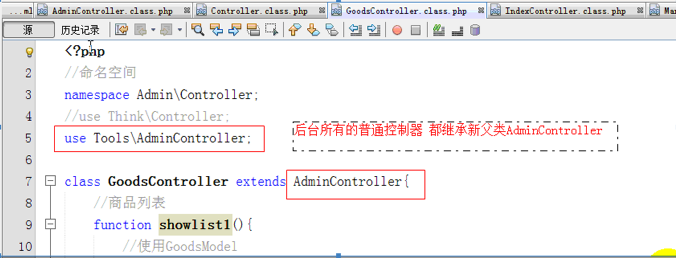 ...ml AdminController.class.php Controller.class.php GoodsController.class.php IndexController.class.php Man
源 历史记录
1 <?php
2 //命名空间
3 namespace Admin\Controller;
4 //use Think\Controller;
5 use Tools\AdminController; 后台所有的普通控制器 都继承新父类AdminController
6
7 class GoodsController extends AdminController{
8 //商品列表
9 function showlist1(){
10 //使用GoodsModel